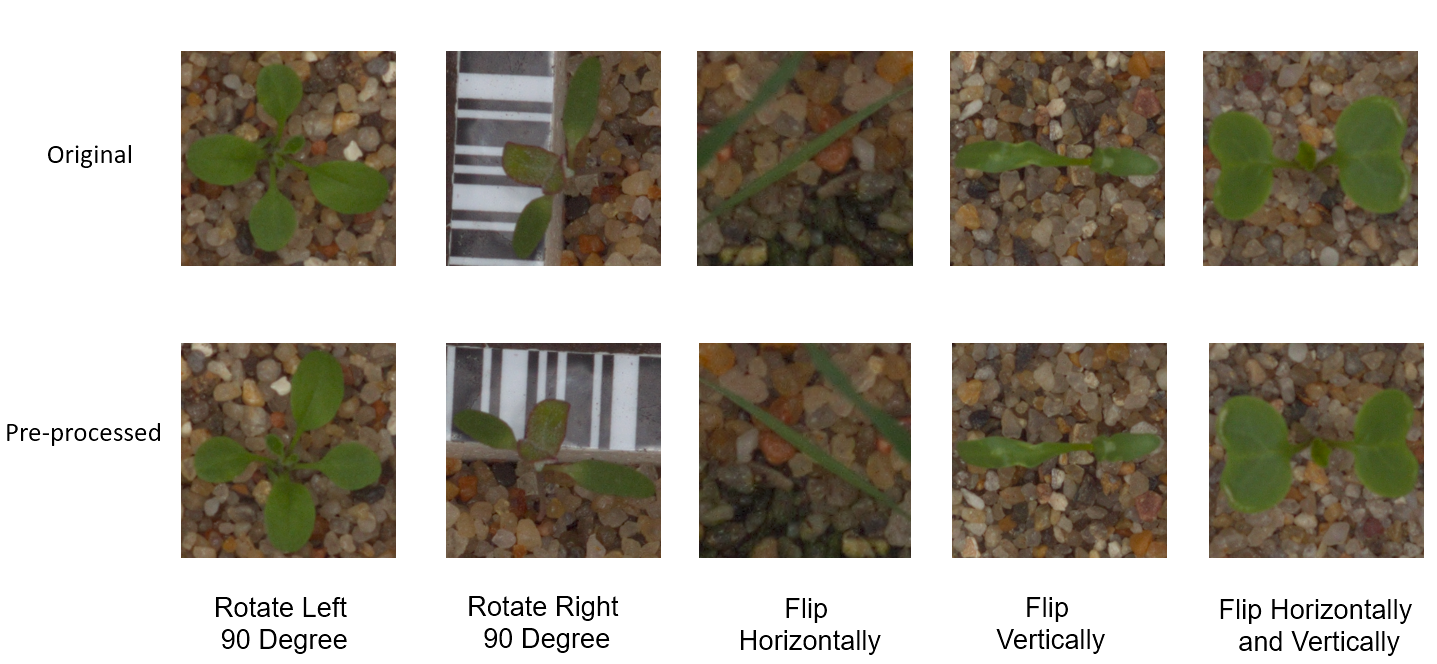 Original
Pre-processed
Rotate Left
90 Degree
Rotate Right
90 Degree
Flip
Horizontally
Flip
Vertically
Flip Horizontally
and Vertically